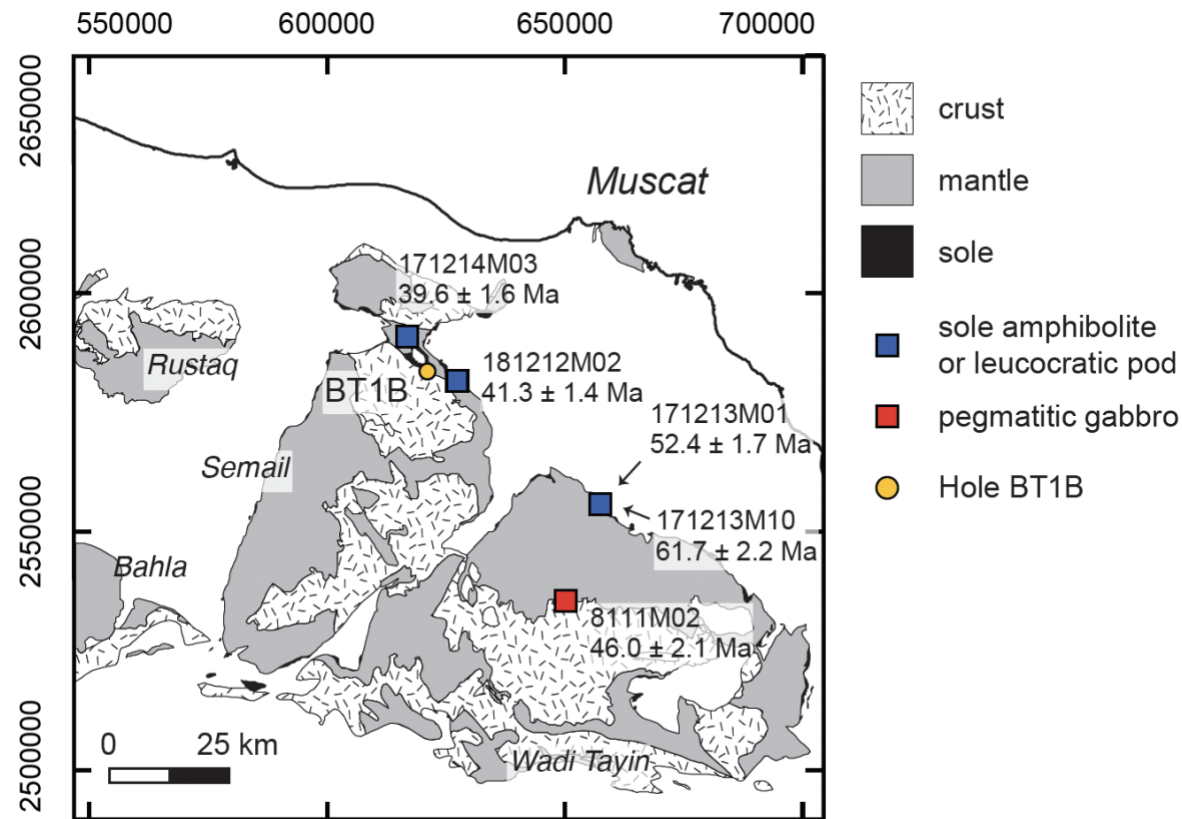 550000
600000
650000
700000
2650000
2600000
2550000
2500000
Muscat
171214M03
39.6 ± 1.6 Ma
Rustaq
BT1B
181212M02
41.3 ± 1.4 Ma
171213M01
52.4 ± 1.7 Ma
Semail
171213M10
61.7 ± 2.2 Ma
Bahla
8111M02
46.0 ± 2.1 Ma
0
25 km
Wadi Tayin
crust
mantle
sole
sole amphibolite
or leucocratic pod
pegmatitic gabbro
Hole BT1B